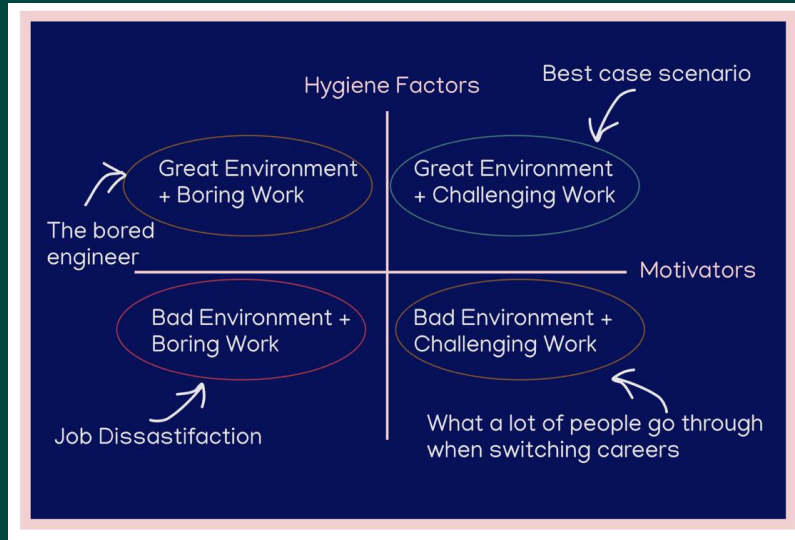 Hygiene Factors
Best case scenario
Great Environment
+ Boring Work
Great Environment
+ Challenging Work
The bored
engineer
Motivators
Bad Environment +
Boring Work
Bad Environment +
Challenging Work
Job Dissastifaction
What a lot of people go through
when switching careers